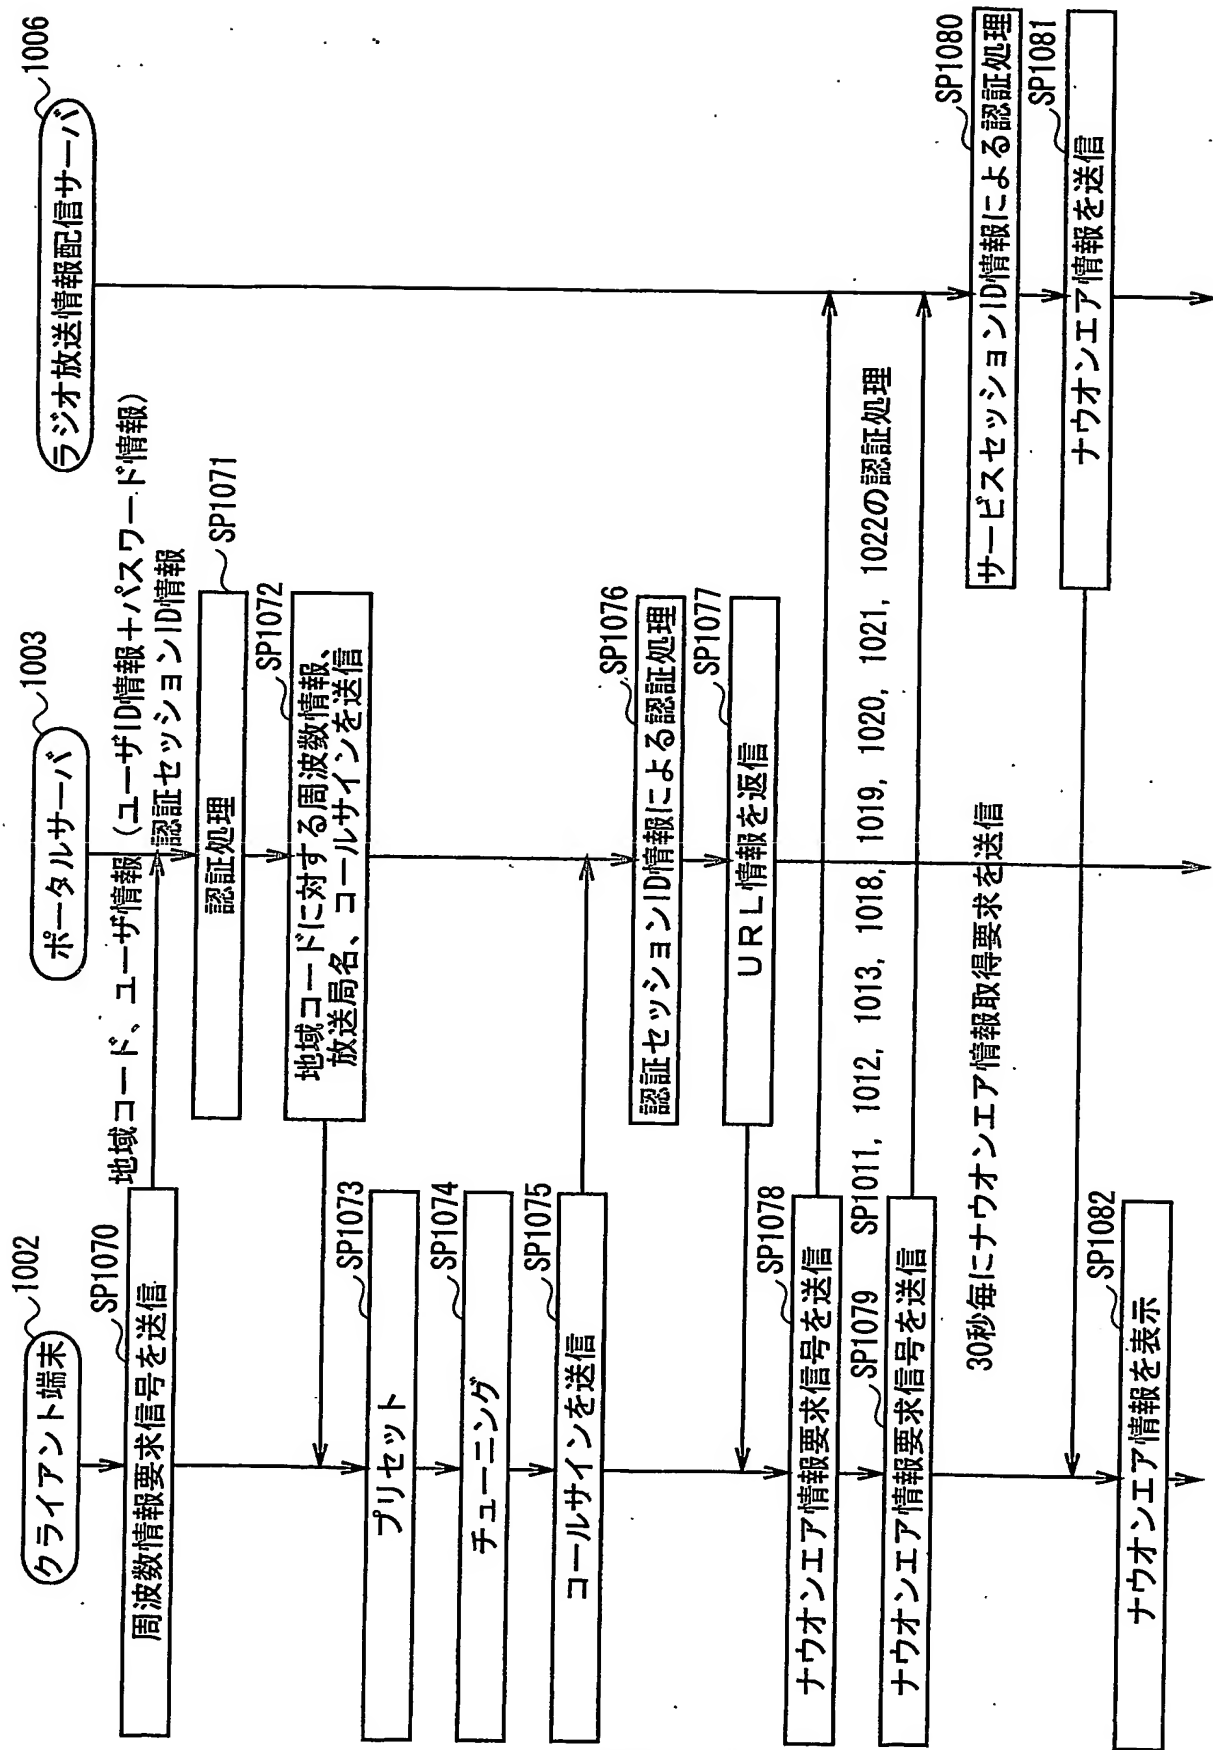 クライアント端末
1002
ポータルサーバ
1003
ラジオ放送情報配信サーバ
1006
SP1070
周波数情報要求信号を送信
地域コード、ユーザ情報(ユーザID情報+パスワード情報)
認証セッションID情報
SP1071
認証処理
SP1072
地域コードに対する周波数情報、
放送局名、コールサインを送信
SP1073
プリセット
SP1074
チューニング
SP1075
コールサインを送信
SP1076
認証セッションID情報による認証処理
SP1077
URL情報を返信
SP1078
ナウオンエア情報要求信号を送信
SP1079
SP1011, 1012, 1013, 1018, 1019, 1020, 1021, 1022の認証処理
ナウオンエア情報要求信号を送信
30秒毎にナウオンエア情報取得要求を送信
SP1080
サービスセッションID情報による認証処理
SP1081
ナウオンエア情報を送信
SP1082
ナウオンエア情報を表示